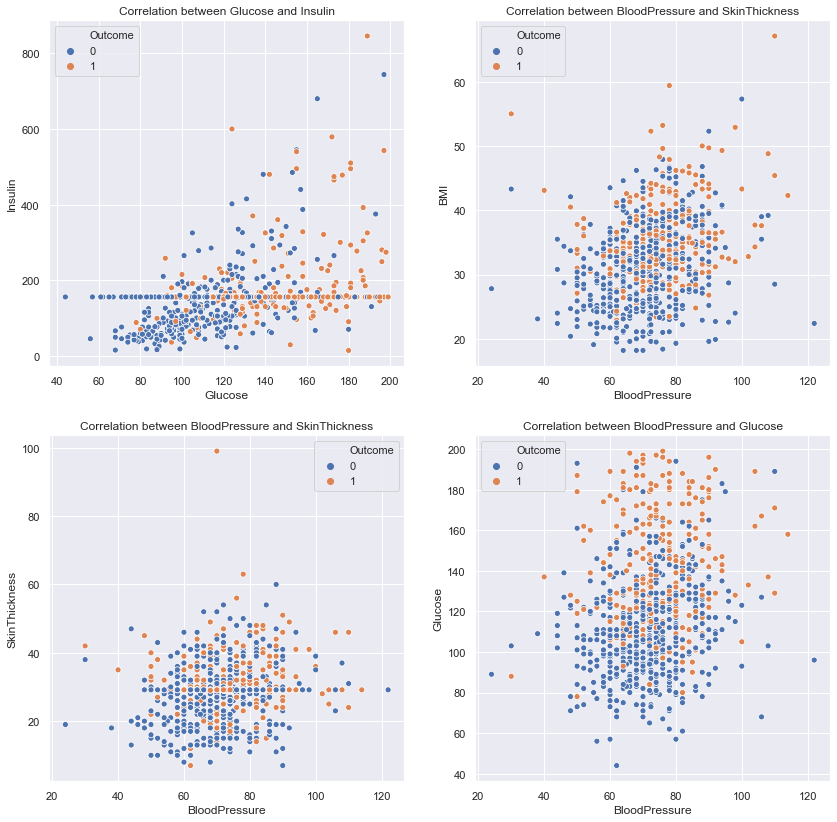 Correlation between Glucose and Insulin
Outcome
0
1
800
600
400
200
0
Insulin
40 60 80 100 120 140 160 180 200
Glucose
Correlation between BloodPressure and SkinThickness
Outcome
0
1
60
50
40
30
20
BMI
20 40 60 80 100 120
BloodPressure
Correlation between BloodPressure and SkinThickness
Outcome
0
1
100
80
60
40
20
SkinThickness
20 40 60 80 100 120
BloodPressure
Correlation between BloodPressure and Glucose
Outcome
0
1
200
180
160
140
120
100
80
60
40
Glucose
20 40 60 80 100 120
BloodPressure